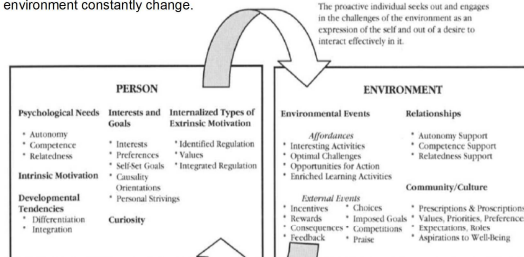 environment constantly change.
The proactive individual seeks out and engages
in the challenges of the environment as an
expression of the self and out of a desire to
interact effectively in it.
PERSON
Psychological Needs
* Autonomy
* Competence
* Relatedness
Intrinsic Motivation
Developmental
Tendencies
* Differentiation
* Integration
Interests and
Goals
* Interests
* Preferences
* Self-Set Goals
* Causality
Orientations
* Personal Strivings
Curiosity
Internalized Types of
Extrinsic Motivation
* Identified Regulation
* Values
* Integrated Regulation
ENVIRONMENT
Environmental Events
Affordances
* Interesting Activities
* Optimal Challenges
* Opportunities for Action
* Enriched Learning Activities
External Events
* Incentives * Choices
* Rewards * Imposed Goals
* Consequences * Competitions
* Feedback * Praise
Relationships
* Autonomy Support
* Competence Support
* Relatedness Support
Community/Culture
* Prescriptions & Proscriptions
* Values, Priorities, Preference
* Expectations, Roles
* Aspirations to Well-Being